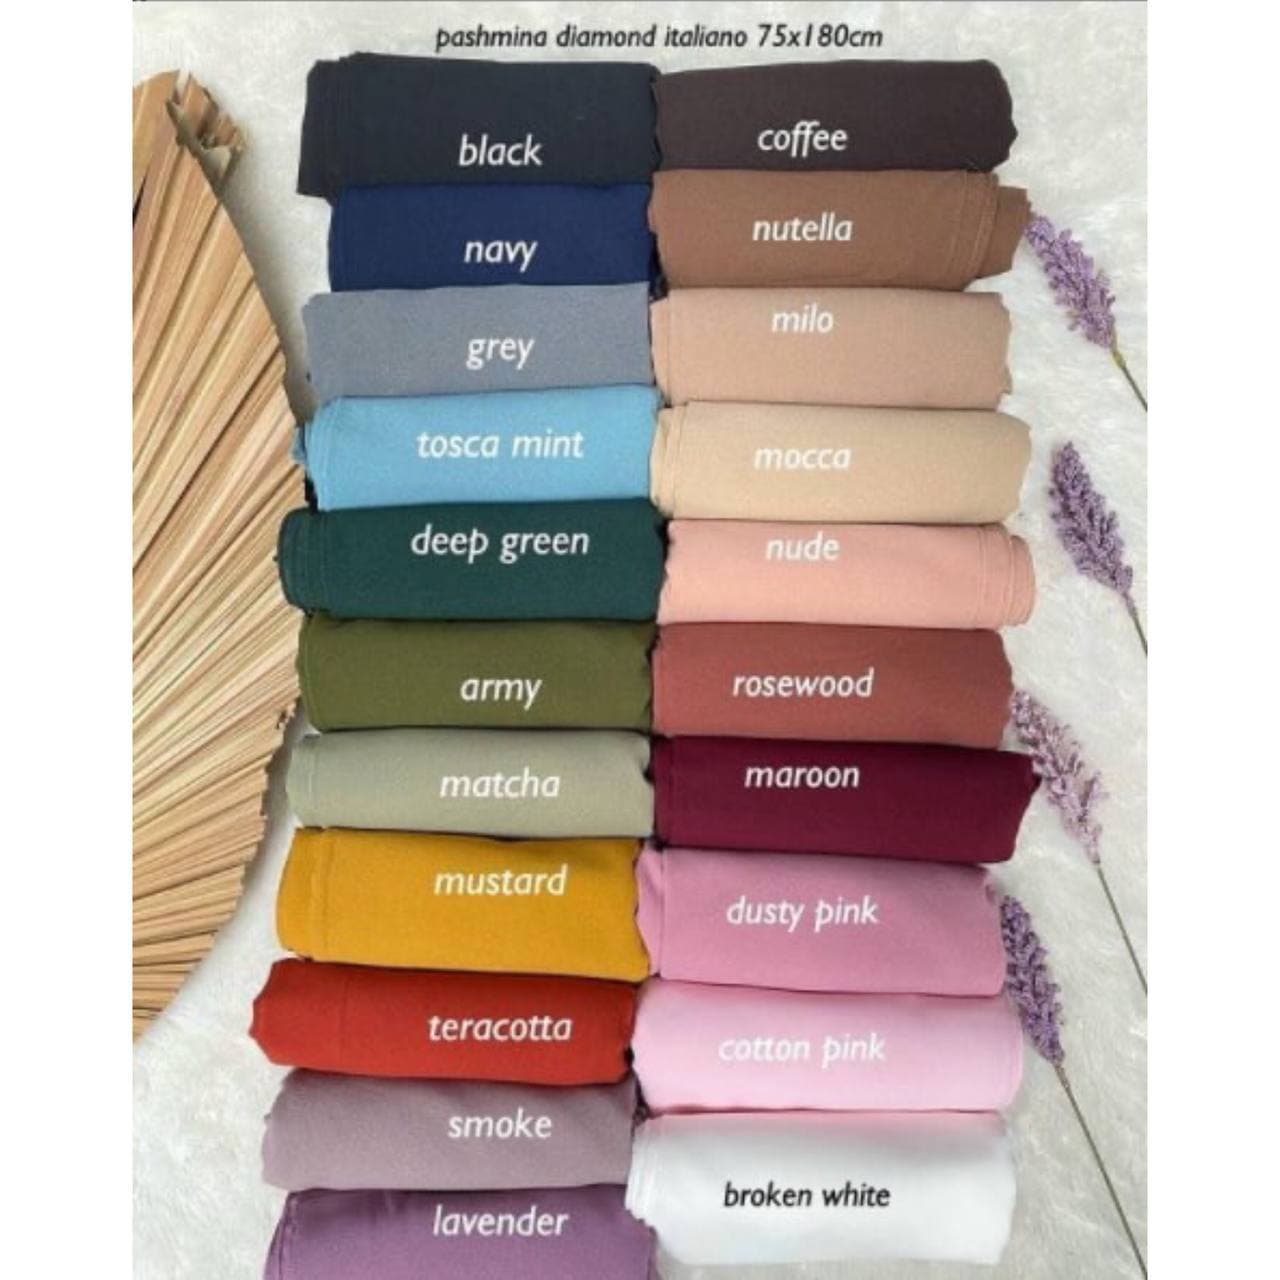 pashmina diamond italiano 75x180cm
black
coffee
navy
nutella
grey
milo
tosca mint
mocca
deep green
nude
army
rosewood
matcha
maroon
mustard
dusty pink
teracotta
cotton pink
smoke
broken white
lavender